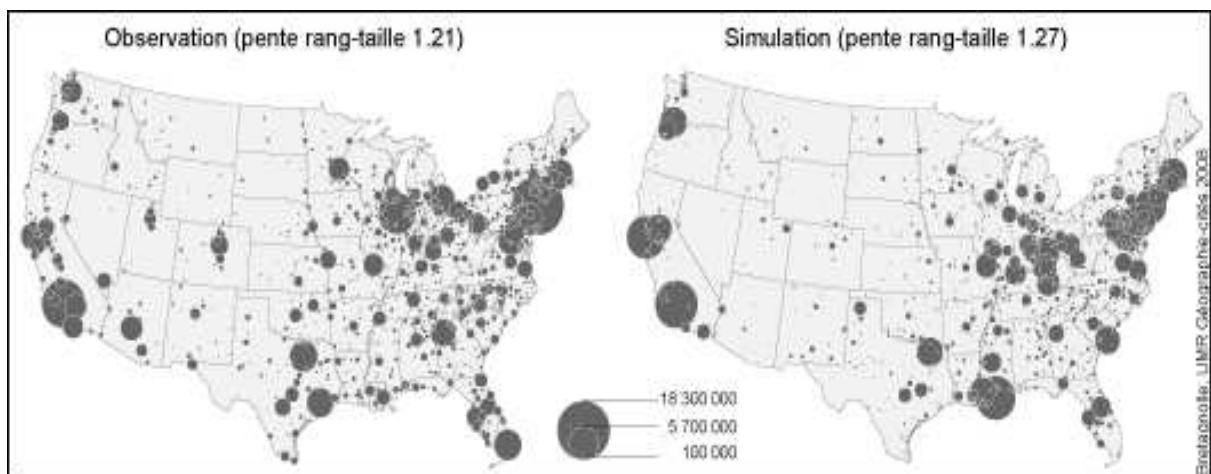 Observation (pente rang-taille 1.21)
Simulation (pente rang-taille 1.27)
18 300 000
5 700 000
100 000
Bretagnolle, UMR Géographie-cités 2008